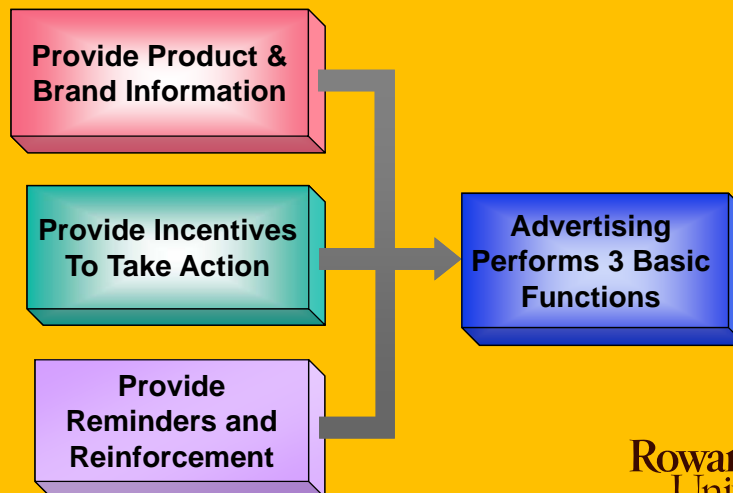 Provide Product &
Brand Information
Provide Incentives
To Take Action
Advertising
Performs 3 Basic
Functions
Provide
Reminders and
Reinforcement